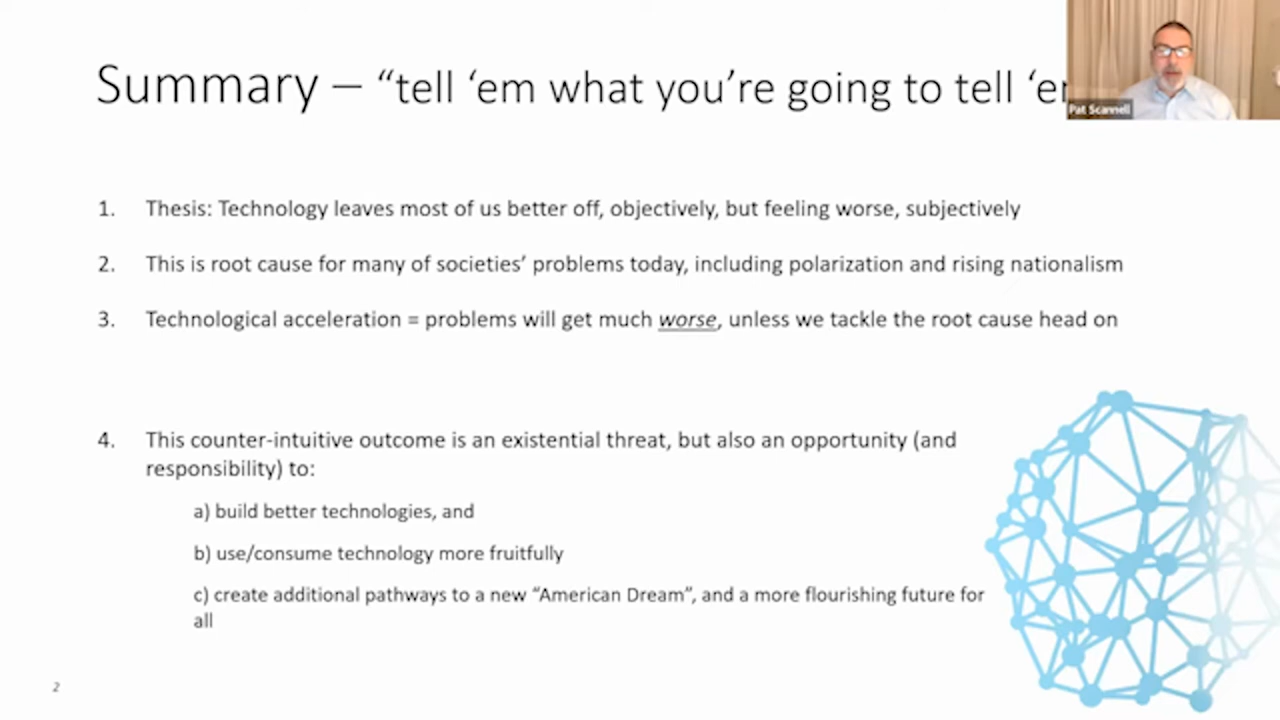 Summary – “tell ‘em what you’re going to tell ‘em
Pat Scannell
1. Thesis: Technology leaves most of us better off, objectively, but feeling worse, subjectively
2. This is root cause for many of societies’ problems today, including polarization and rising nationalism
3. Technological acceleration = problems will get much worse, unless we tackle the root cause head on
4. This counter-intuitive outcome is an existential threat, but also an opportunity (and
responsibility) to:
a) build better technologies, and
b) use/consume technology more fruitfully
c) create additional pathways to a new “American Dream”, and a more flourishing future for
all
2